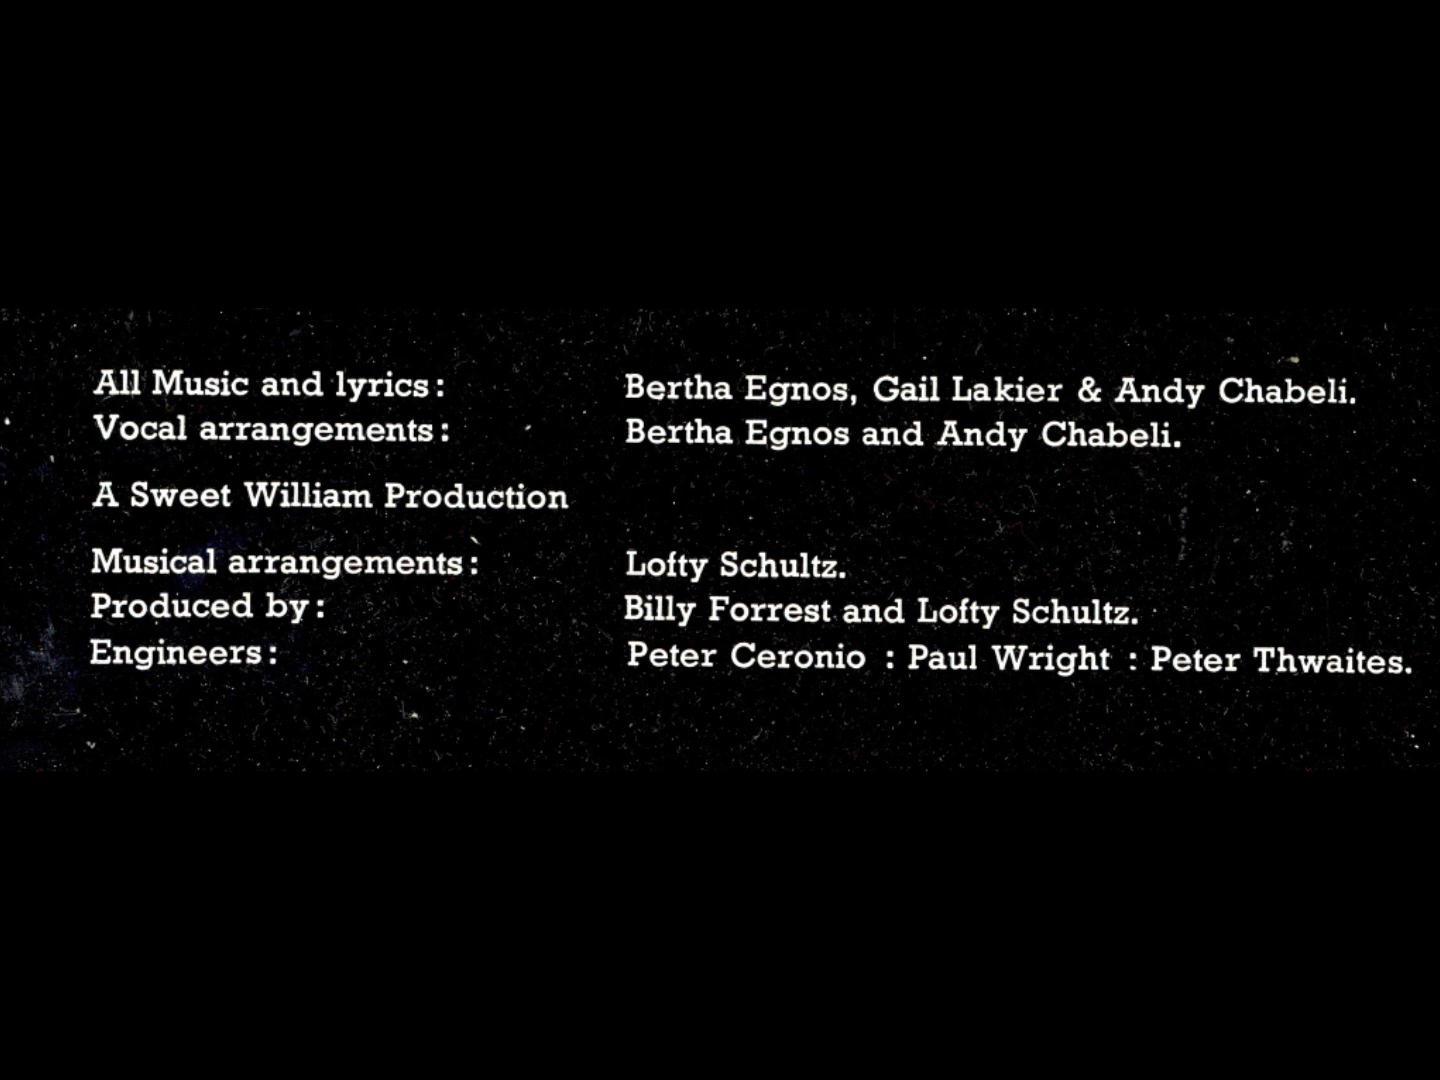 All Music and lyrics: Bertha Egnos, Gail Lakier & Andy Chabeli.
Vocal arrangements: Bertha Egnos and Andy Chabeli.
A Sweet William Production
Musical arrangements: Lofty Schultz.
Produced by: Billy Forrest and Lofty Schultz.
Engineers: Peter Ceronio : Paul Wright : Peter Thwaites.